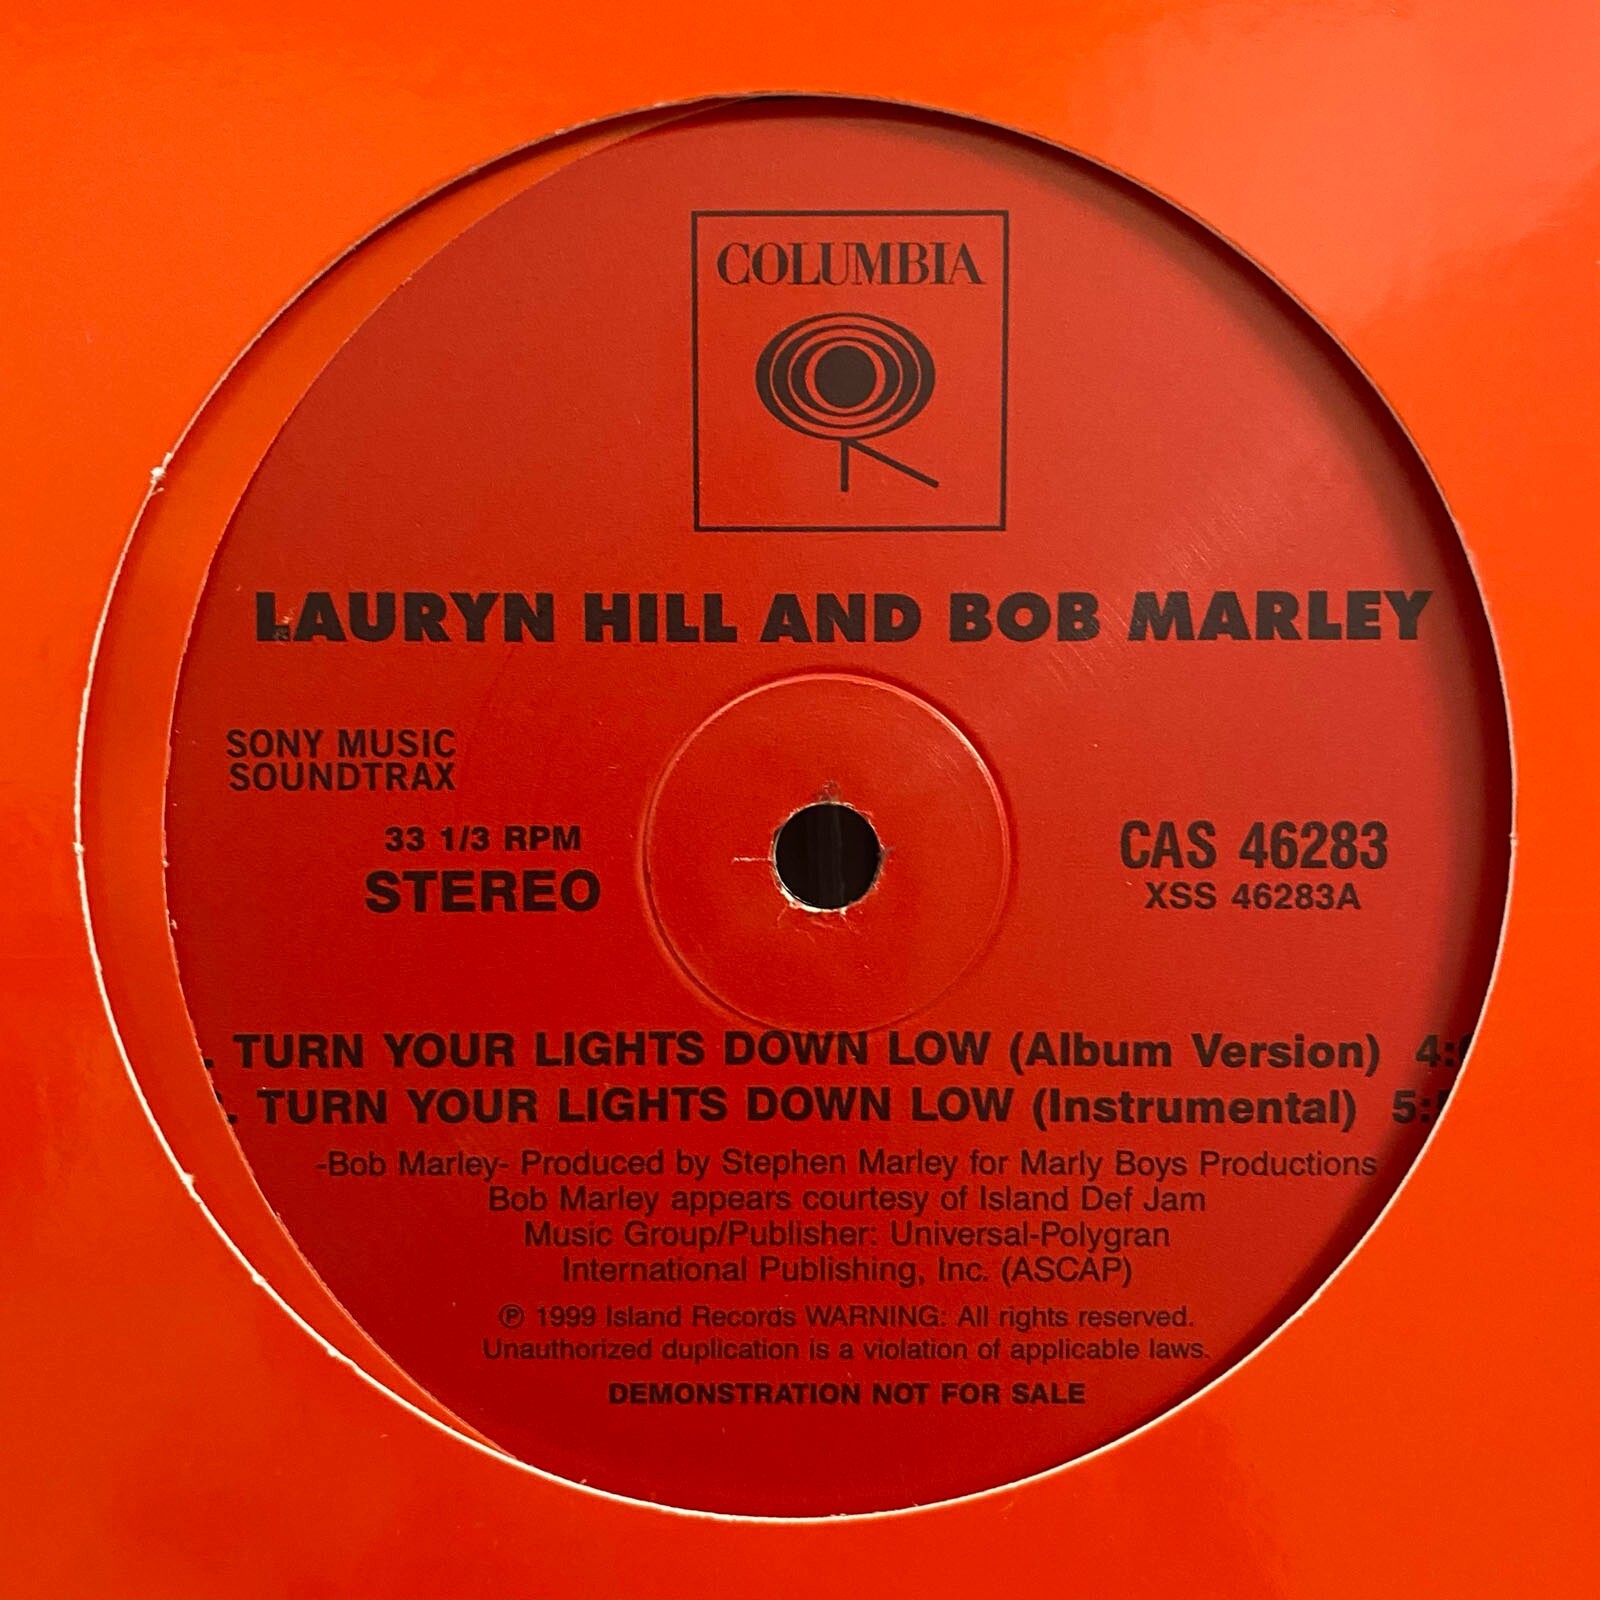 COLUMBIA
LAURYN HILL AND BOB MARLEY
SONY MUSIC
SOUNDTRAX
33 1/3 RPM
STEREO
CAS 46283
XSS 46283A
. TURN YOUR LIGHTS DOWN LOW (Album Version) 4:
. TURN YOUR LIGHTS DOWN LOW (Instrumental) 5:
-Bob Marley- Produced by Stephen Marley for Marly Boys Productions
Bob Marley appears courtesy of Island Def Jam
Music Group/Publisher: Universal-Polygran
International Publishing, Inc. (ASCAP)
℗ 1999 Island Records WARNING: All rights reserved.
Unauthorized duplication is a violation of applicable laws.
DEMONSTRATION NOT FOR SALE